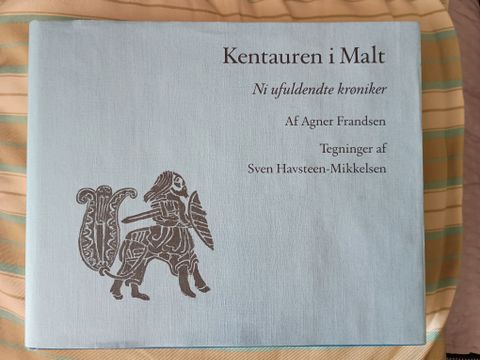 Kentauren i Malt
Ni ufuldendte krøniker
Af Agner Frandsen
Tegninger af
Sven Havsteen-Mikkelsen